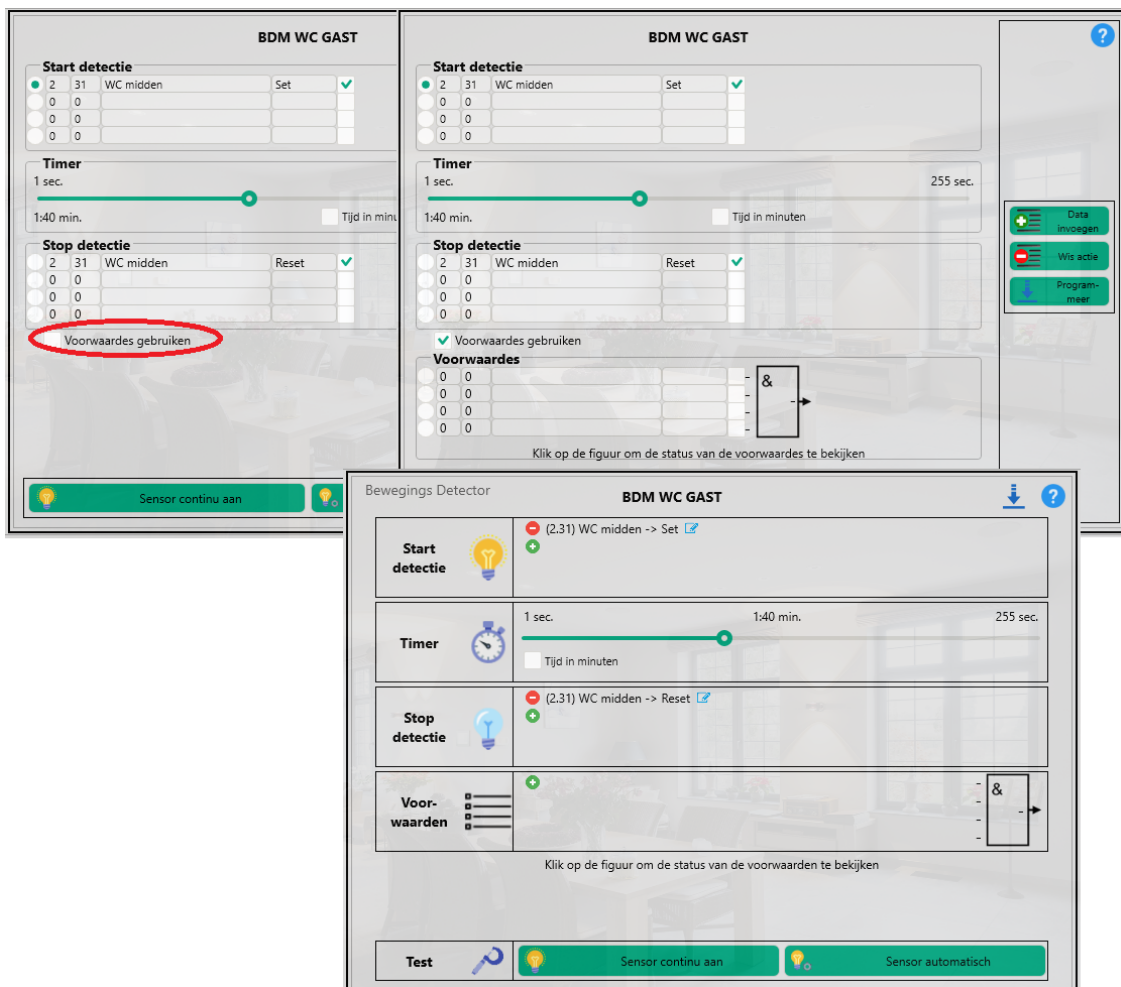 BDM WC GAST
Start detectie
2 31 WC midden Set
0 0
0 0
0 0
Timer
1 sec.
1:40 min. Tijd in minu
Stop detectie
2 31 WC midden Reset
0 0
0 0
0 0
Voorwaardes gebruiken
Sensor continu aan
BDM WC GAST
?
Start detectie
2 31 WC midden Set
0 0
0 0
0 0
Timer
1 sec. 255 sec.
1:40 min. Tijd in minuten
Stop detectie
2 31 WC midden Reset
0 0
0 0
0 0
Voorwaardes gebruiken
Voorwaardes
0 0
0 0
0 0
0 0
&
Klik op de figuur om de status van de voorwaardes te bekijken
Data
invoegen
Wis actie
Program-
meer
Bewegings Detector
BDM WC GAST
?
Start
detectie
(2.31) WC midden -> Set
Timer
1 sec. 1:40 min. 255 sec.
Tijd in minuten
Stop
detectie
(2.31) WC midden -> Reset
Voor-
waarden
&
Klik op de figuur om de status van de voorwaarden te bekijken
Test
Sensor continu aan
Sensor automatisch